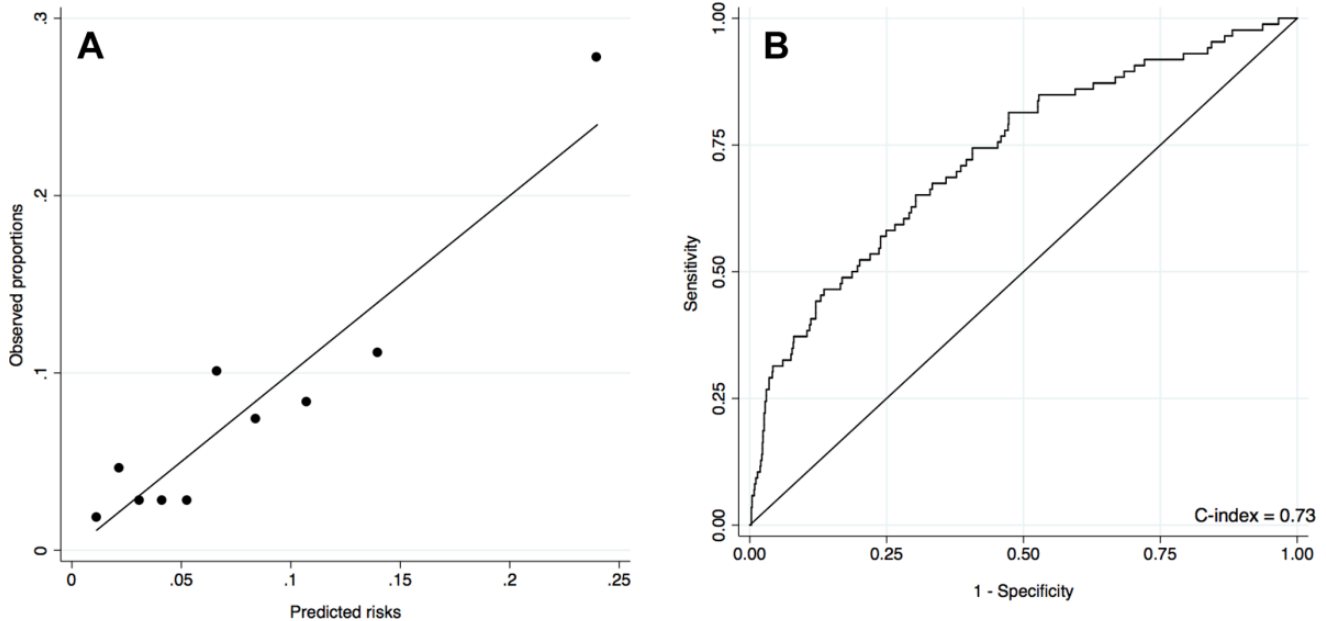 A
Observed proportions
.3
.2
.1
0
0
.05
.1
.15
.2
.25
Predicted risks
B
Sensitivity
1.00
0.75
0.50
0.25
0.00
C-index = 0.73
0.00
0.25
0.50
0.75
1.00
1 - Specificity